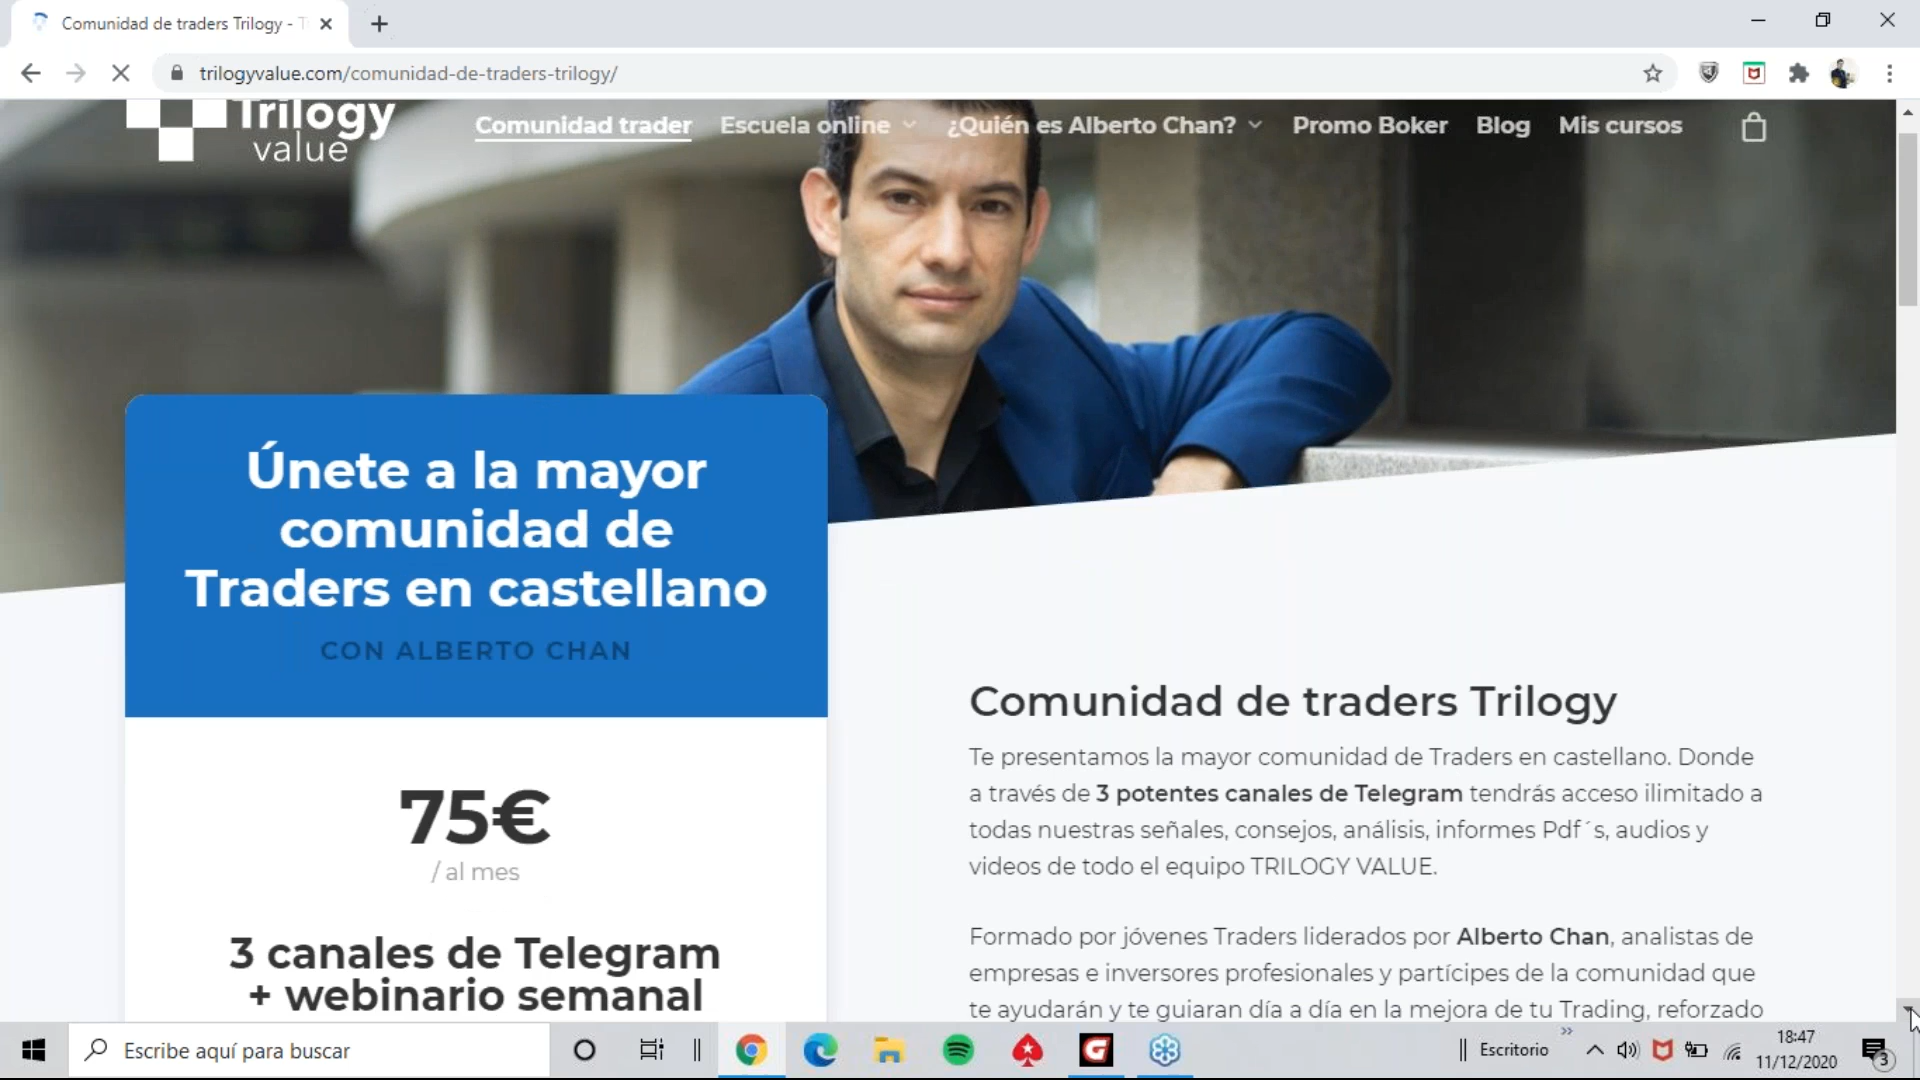 Comunidad de traders Trilogy - T
trilogyvalue.com/comunidad-de-traders-trilogy/
Trilogy
value
Comunidad trader
Escuela online
¿Quién es Alberto Chan?
Promo Boker
Blog
Mis cursos
Únete a la mayor
comunidad de
Traders en castellano
CON ALBERTO CHAN
75€
/ al mes
3 canales de Telegram
+ webinario semanal
Comunidad de traders Trilogy
Te presentamos la mayor comunidad de Traders en castellano. Donde
a través de 3 potentes canales de Telegram tendrás acceso ilimitado a
todas nuestras señales, consejos, análisis, informes Pdf´s, audios y
videos de todo el equipo TRILOGY VALUE.
Formado por jóvenes Traders liderados por Alberto Chan, analistas de
empresas e inversores profesionales y partícipes de la comunidad que
te ayudarán y te guiaran día a día en la mejora de tu Trading, reforzado
Escribe aquí para buscar
Escritorio
18:47
11/12/2020
3